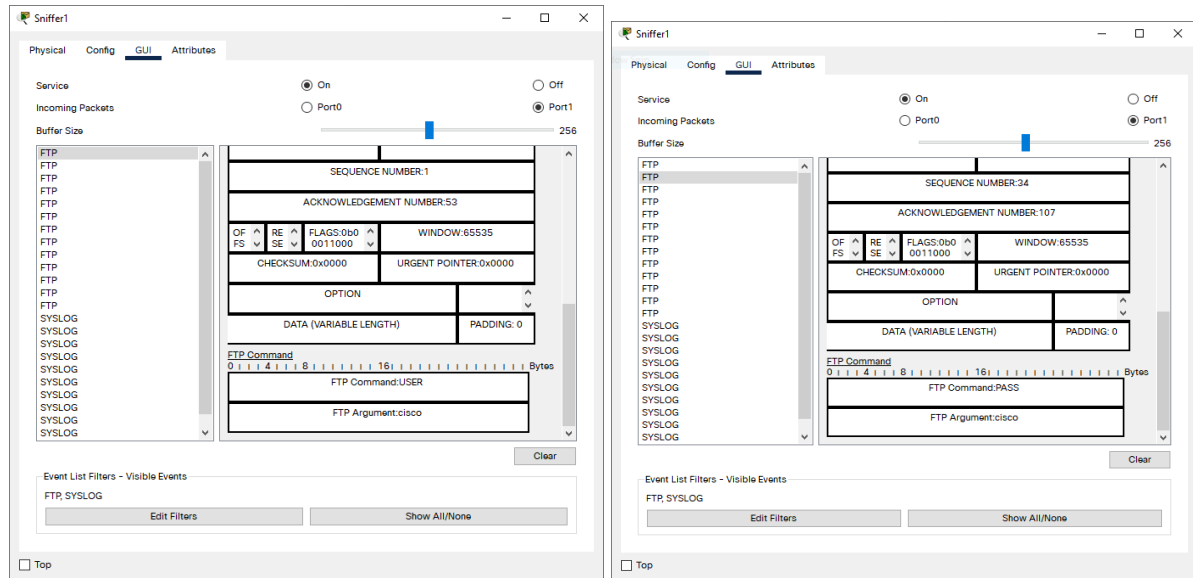 Sniffer1
Physical Config GUI Attributes
Service On Off
Incoming Packets Port0 Port1
Buffer Size 256
FTP
FTP
FTP
FTP
FTP
FTP
FTP
FTP
FTP
FTP
FTP
FTP
FTP
SYSLOG
SYSLOG
SYSLOG
SYSLOG
SYSLOG
SYSLOG
SYSLOG
SYSLOG
SYSLOG
SYSLOG
SEQUENCE NUMBER:1
ACKNOWLEDGEMENT NUMBER:53
OF FS RE SE FLAGS:0b0 0011000 WINDOW:65535
CHECKSUM:0x0000 URGENT POINTER:0x0000
OPTION
DATA (VARIABLE LENGTH) PADDING: 0
FTP Command
0 4 8 16 Bytes
FTP Command:USER
FTP Argument:cisco
Clear
Event List Filters - Visible Events
FTP, SYSLOG
Edit Filters Show All/None
Top
Sniffer1
Physical Config GUI Attributes
Service On Off
Incoming Packets Port0 Port1
Buffer Size 256
FTP
FTP
FTP
FTP
FTP
FTP
FTP
FTP
FTP
FTP
FTP
FTP
FTP
SYSLOG
SYSLOG
SYSLOG
SYSLOG
SYSLOG
SYSLOG
SYSLOG
SYSLOG
SYSLOG
SYSLOG
SEQUENCE NUMBER:34
ACKNOWLEDGEMENT NUMBER:107
OF FS RE SE FLAGS:0b0 0011000 WINDOW:65535
CHECKSUM:0x0000 URGENT POINTER:0x0000
OPTION
DATA (VARIABLE LENGTH) PADDING: 0
FTP Command
0 4 8 16 Bytes
FTP Command:PASS
FTP Argument:cisco
Clear
Event List Filters - Visible Events
FTP, SYSLOG
Edit Filters Show All/None
Top